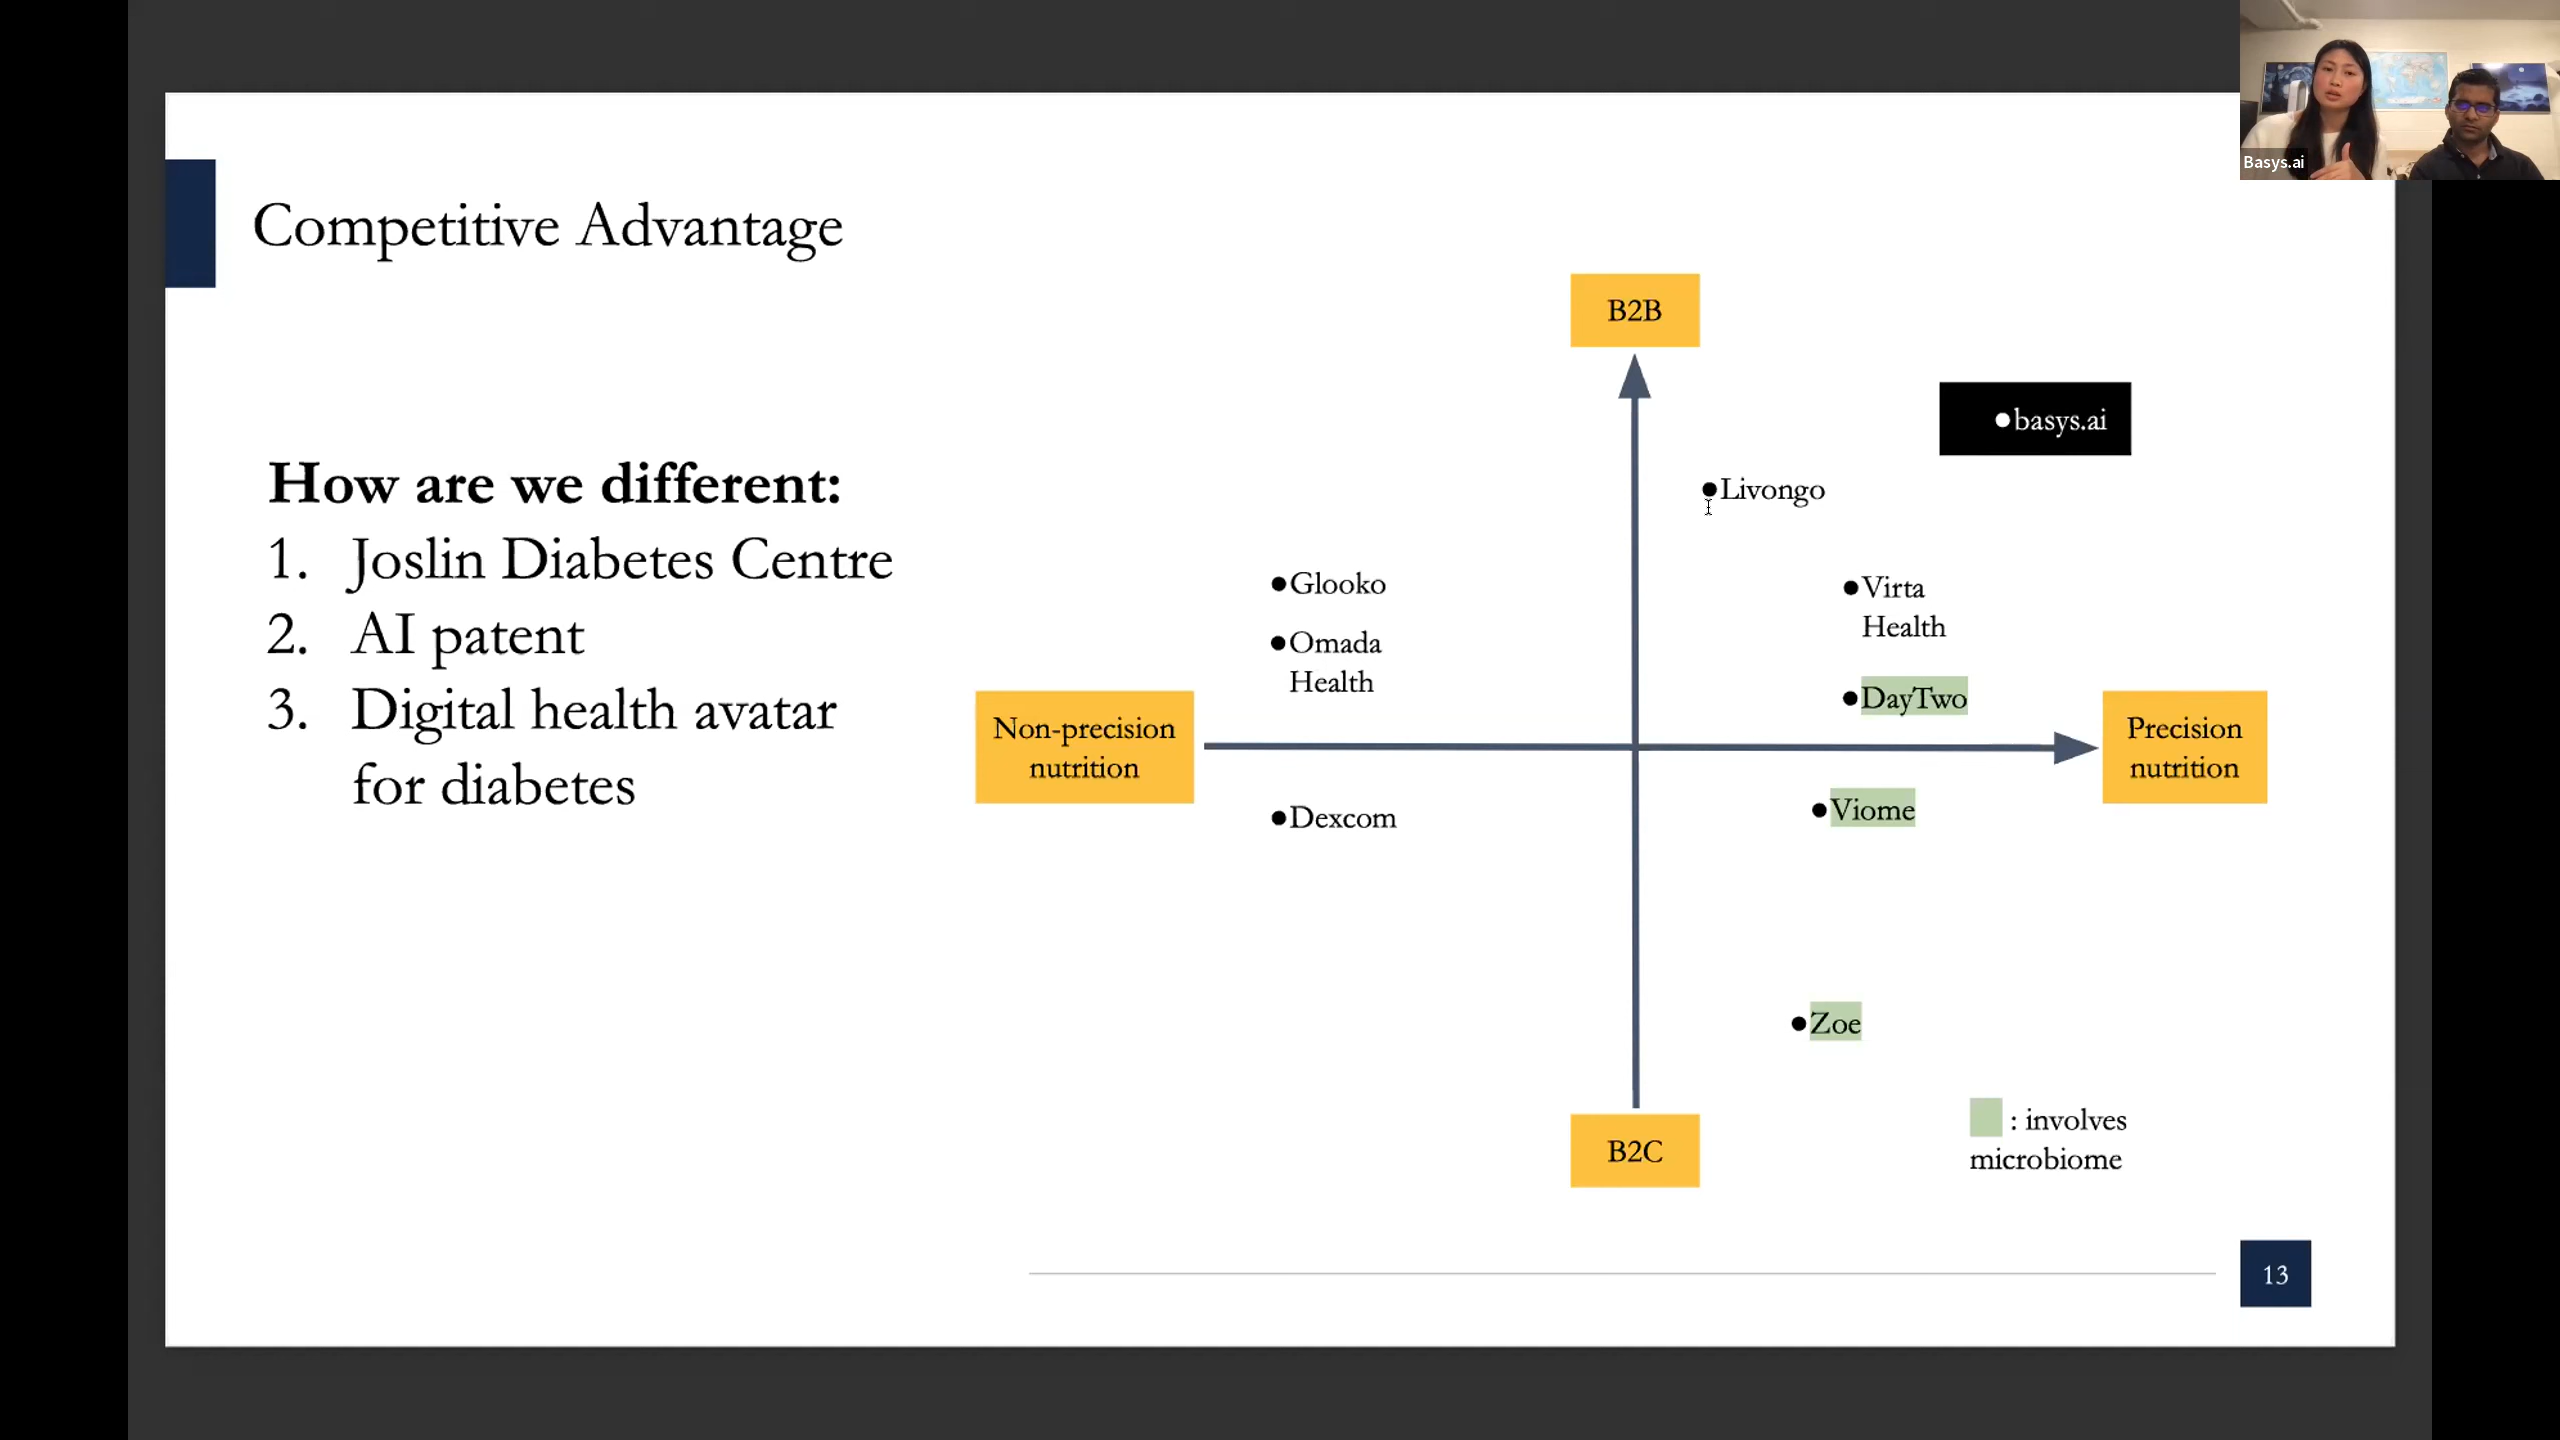 Basys.ai
Competitive Advantage
How are we different:
1. Joslin Diabetes Centre
2. AI patent
3. Digital health avatar
for diabetes
B2B
basys.ai
Livongo
Glooko
Virta
Health
Omada
Health
DayTwo
Non-precision
nutrition
Precision
nutrition
Dexcom
Viome
Zoe
B2C
: involves
microbiome
13